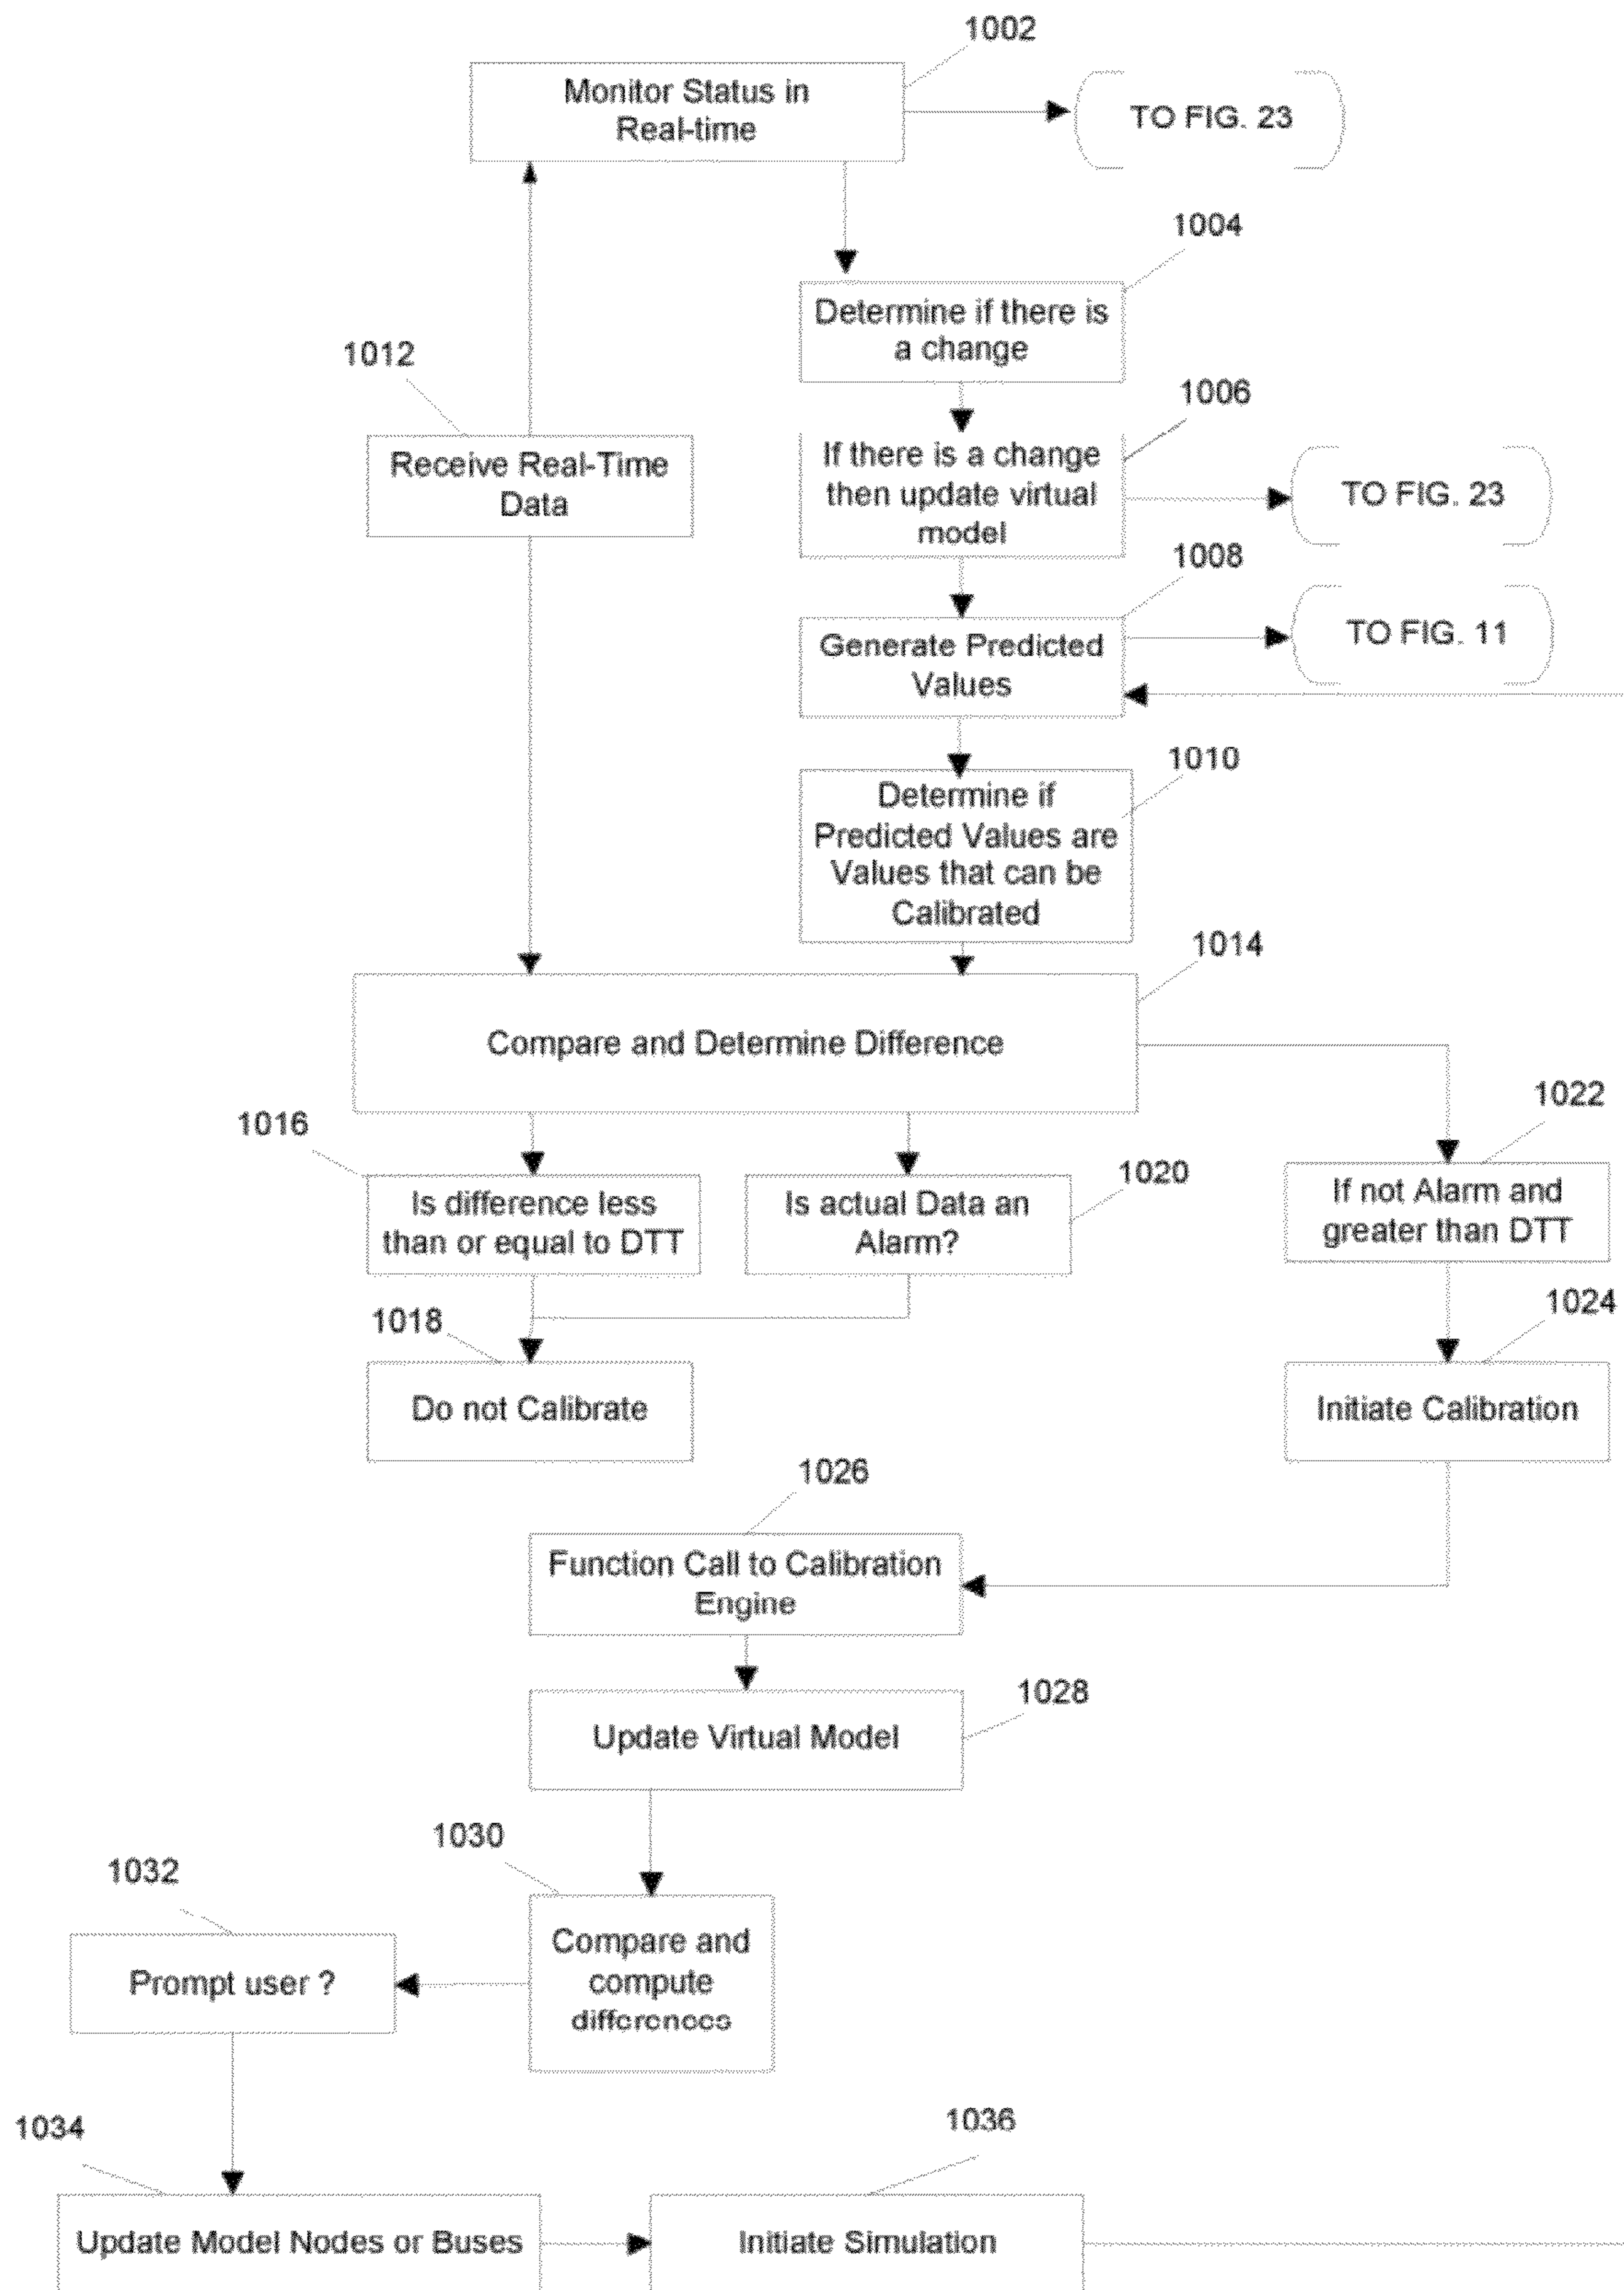 1002
Monitor Status in
Real-time
TO FIG. 23
1004
Determine if there is
a change
1012
Receive Real-Time
Data
1006
If there is a change
then update virtual
model
TO FIG. 23
1008
Generate Predicted
Values
TO FIG. 11
1010
Determine if
Predicted Values are
Values that can be
Calibrated
1014
Compare and Determine Difference
1016
Is difference less
than or equal to DTT
1020
Is actual Data an
Alarm?
1022
If not Alarm and
greater than DTT
1018
Do not Calibrate
1024
Initiate Calibration
1026
Function Call to Calibration
Engine
1028
Update Virtual Model
1030
Compare and
compute
differences
1032
Prompt user ?
1034
Update Model Nodes or Buses
1036
Initiate Simulation